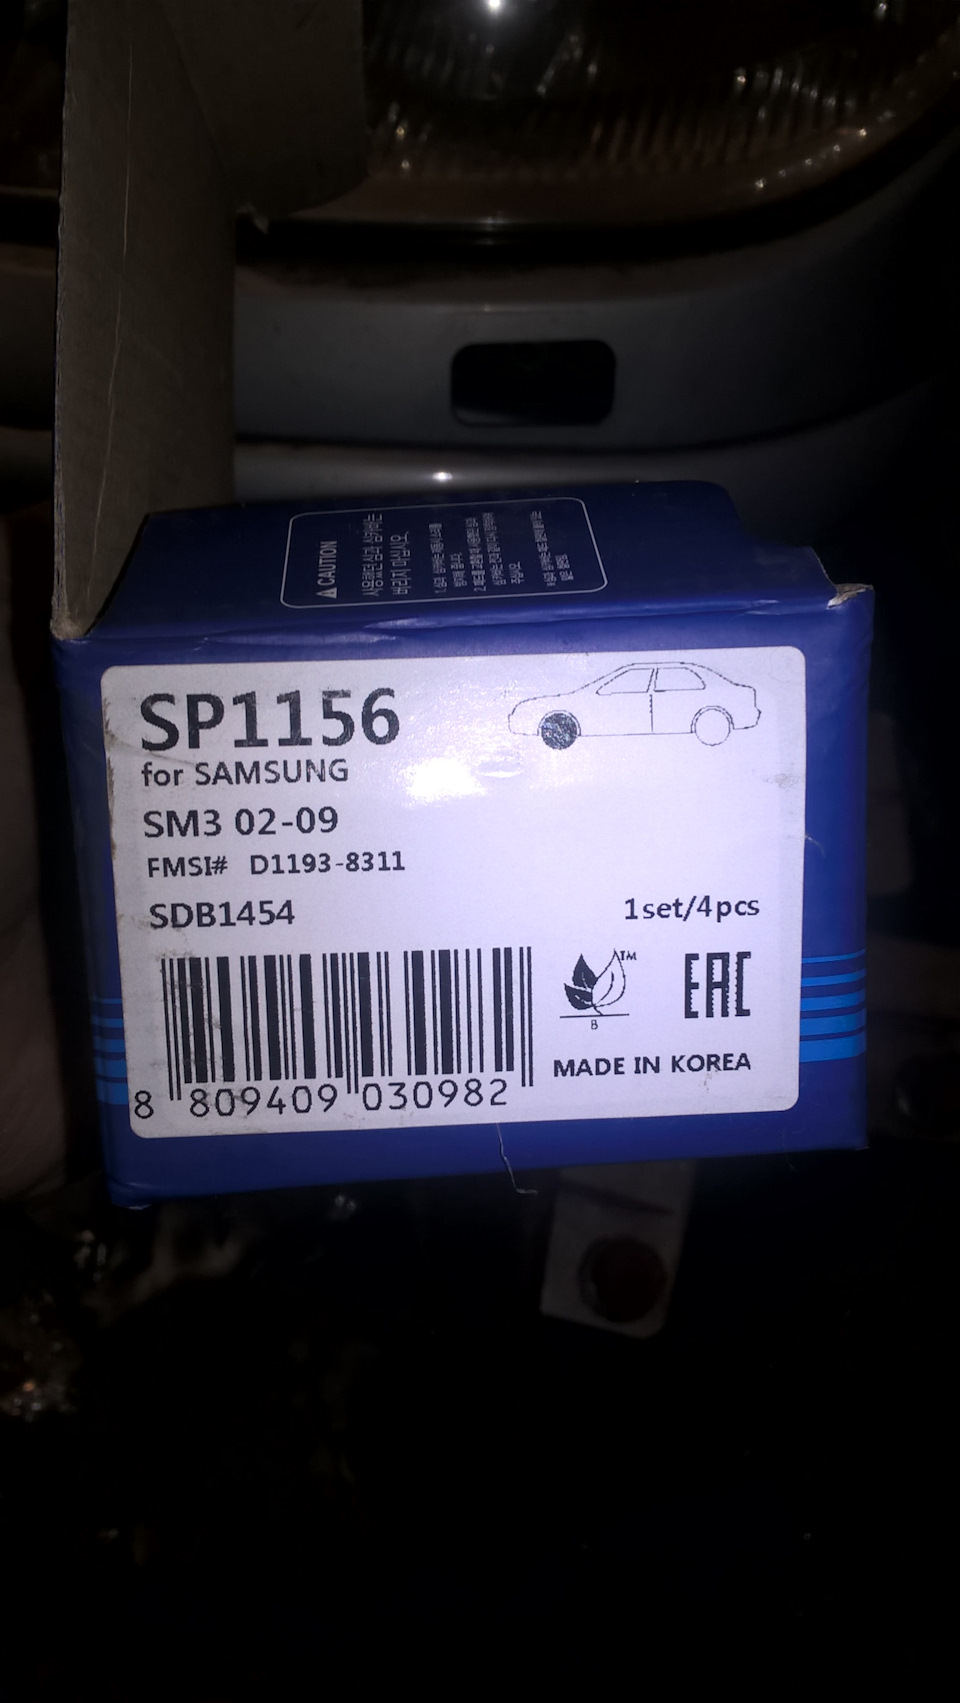 ⚠ CAUTION
SP1156
for SAMSUNG
SM3 02-09
FMSI# D1193-8311
SDB1454
1set/4pcs
TM
B
EAC
MADE IN KOREA
8 809409 030982